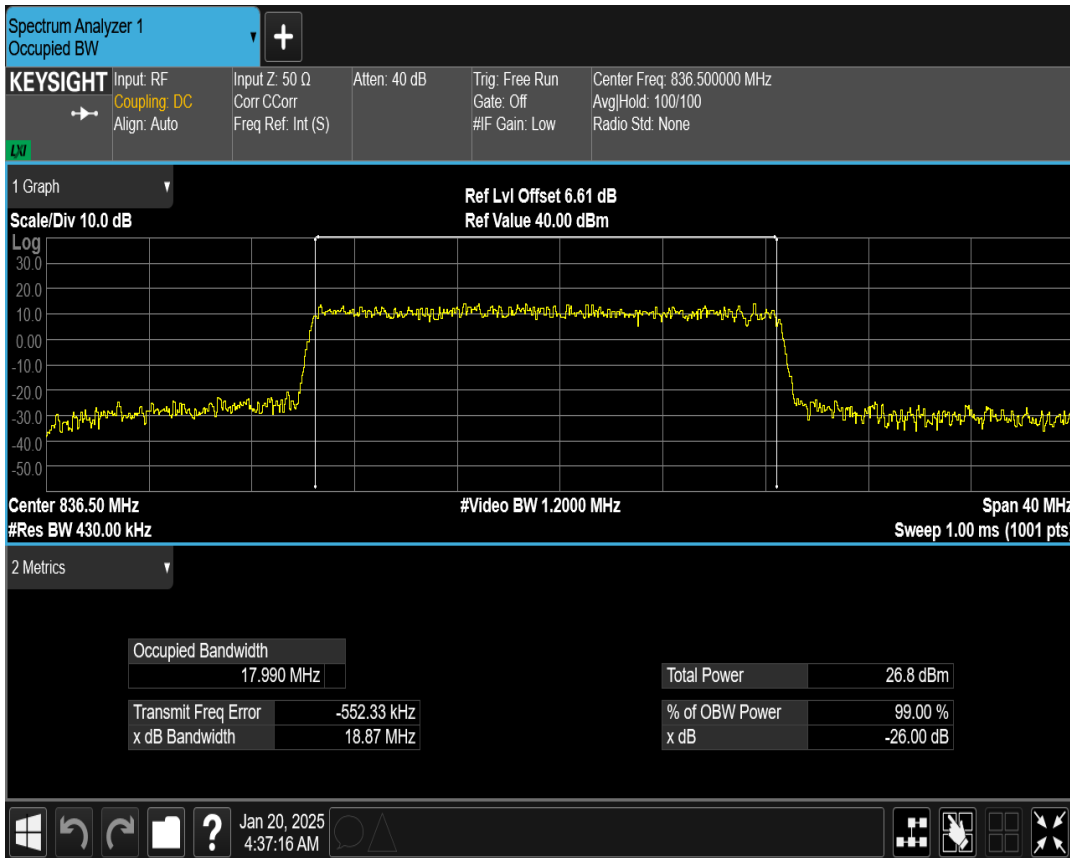 Spectrum Analyzer 1
Occupied BW
KEYSIGHT
LXI
Input: RF
Coupling: DC
Align: Auto
Input Z: 50 Ω
Corr CCorr
Freq Ref: Int (S)
Atten: 40 dB
Trig: Free Run
Gate: Off
#IF Gain: Low
Center Freq: 836.500000 MHz
Avg|Hold: 100/100
Radio Std: None
1 Graph
Ref Lvl Offset 6.61 dB
Scale/Div 10.0 dB
Ref Value 40.00 dBm
Log
30.0
20.0
10.0
0.00
-10.0
-20.0
-30.0
-40.0
-50.0
Center 836.50 MHz
#Video BW 1.2000 MHz
Span 40 MHz
#Res BW 430.00 kHz
Sweep 1.00 ms (1001 pts)
2 Metrics
Occupied Bandwidth
17.990 MHz
Total Power 26.8 dBm
Transmit Freq Error -552.33 kHz
% of OBW Power 99.00 %
x dB Bandwidth 18.87 MHz
x dB -26.00 dB
Jan 20, 2025
4:37:16 AM